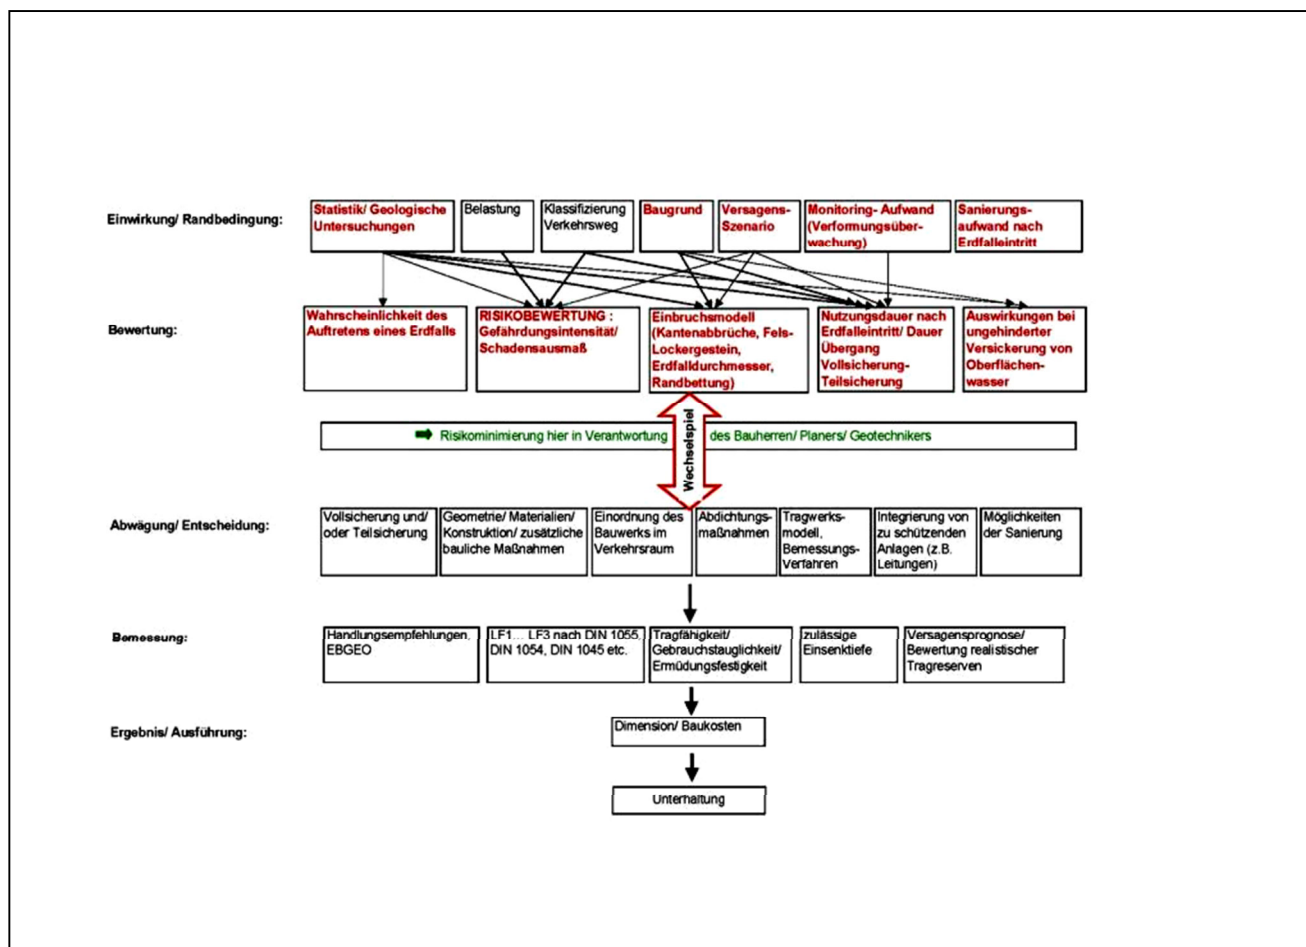 Einwirkung/ Randbedingung:
Statistik/ Geologische
Untersuchungen
Belastung
Klassifizierung
Verkehrsweg
Baugrund
Versagens-
Szenario
Monitoring- Aufwand
(Verformungsüber-
wachung)
Sanierungs-
aufwand nach
Erdfalleintritt
Bewertung:
Wahrscheinlichkeit des
Auftretens eines Erdfalls
RISIKOBEWERTUNG :
Gefährdungsintensität/
Schadensausmaß
Einbruchsmodell
(Kantenabbrüche, Fels-
Lockergestein,
Erdfalldurchmesser,
Randbettung)
Nutzungsdauer nach
Erdfalleintritt/ Dauer
Übergang
Vollsicherung-
Teilsicherung
Auswirkungen bei
ungehinderter
Versickerung von
Oberflächen-
wasser
Risikominimierung hier in Verantwortung des Bauherren/ Planers/ Geotechnikers
Wechselspiel
Abwägung/ Entscheidung:
Vollsicherung und/
oder Teilsicherung
Geometrie/ Materialien/
Konstruktion/ zusätzliche
bauliche Maßnahmen
Einordnung des
Bauwerks im
Verkehrsraum
Abdichtungs-
maßnahmen
Tragwerks-
modell,
Bemessungs-
Verfahren
Integrierung von
zu schützenden
Anlagen (z.B.
Leitungen)
Möglichkeiten
der Sanierung
Bemessung:
Handlungsempfehlungen,
EBGEO
LF1... LF3 nach DIN 1055,
DIN 1054, DIN 1045 etc.
Tragfähigkeit/
Gebrauchstauglichkeit/
Ermüdungsfestigkeit
zulässige
Einsenktiefe
Versagensprognose/
Bewertung realistischer
Tragreserven
Ergebnis/ Ausführung:
Dimension/ Baukosten
Unterhaltung